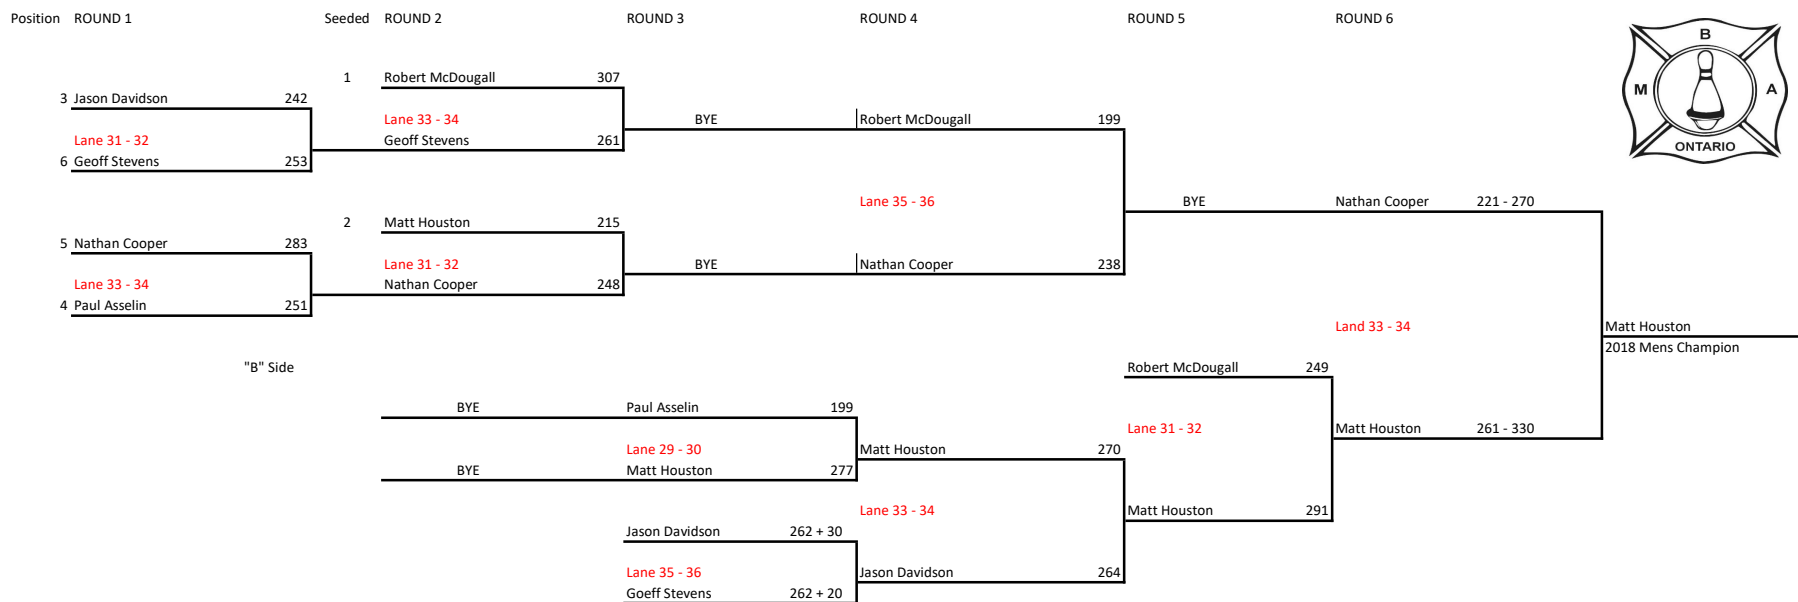 Position ROUND 1 Seeded ROUND 2 ROUND 3 ROUND 4 ROUND 5 ROUND 6
B
M A
ONTARIO
1 Robert McDougall 307
3 Jason Davidson 242
Lane 33 - 34
BYE Robert McDougall 199
Lane 31 - 32
Geoff Stevens 261
6 Geoff Stevens 253
Lane 35 - 36
BYE Nathan Cooper 221 - 270
2 Matt Houston 215
5 Nathan Cooper 283
Lane 31 - 32
BYE Nathan Cooper 238
Lane 33 - 34
Nathan Cooper 248
4 Paul Asselin 251
Land 33 - 34
Matt Houston
2018 Mens Champion
"B" Side
Robert McDougall 249
BYE Paul Asselin 199
Lane 31 - 32
Matt Houston 261 - 330
Lane 29 - 30
Matt Houston 270
BYE Matt Houston 277
Lane 33 - 34
Matt Houston 291
Jason Davidson 262 + 30
Lane 35 - 36
Jason Davidson 264
Goeff Stevens 262 + 20